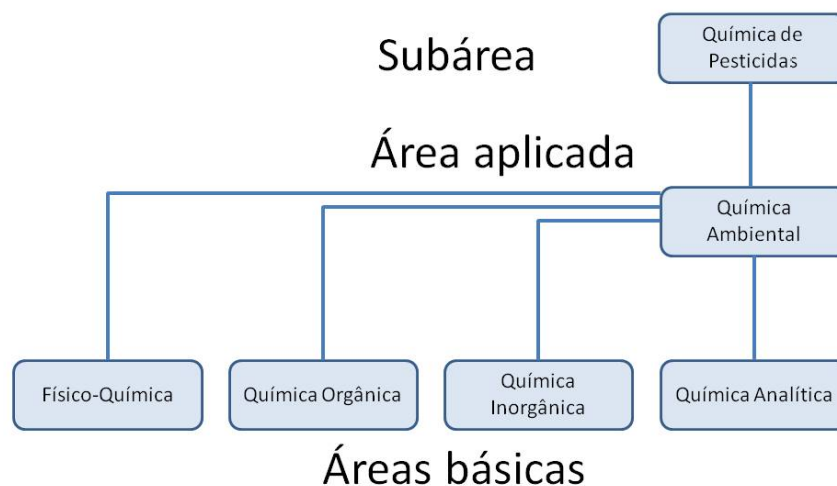 Química de
Pesticidas
Subárea
Área aplicada
Química
Ambiental
Físico-Química
Química Orgânica
Química
Inorgânica
Química Analítica
Áreas básicas